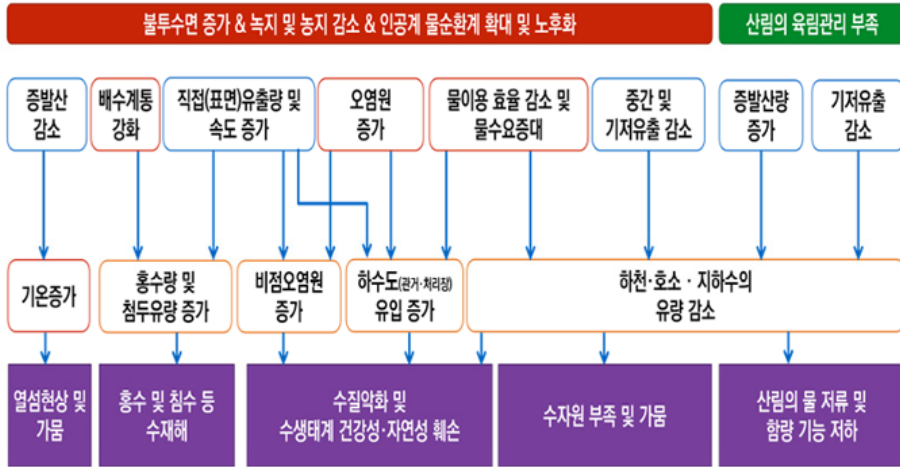 불투수면 증가 & 녹지 및 농지 감소 & 인공계 물순환계 확대 및 노후화
산림의 육림관리 부족
증발산
감소
배수계통
강화
직접(표면)유출량 및
속도 증가
오염원
증가
물이용 효율 감소 및
물수요증대
중간 및
기저유출 감소
증발산량
증가
기저유출
감소
기온증가
홍수량 및
첨두유량 증가
비점오염원
증가
하수도(관거·처리장)
유입 증가
하천·호소·지하수의
유량 감소
열섬현상 및
가뭄
홍수 및 침수 등
수재해
수질악화 및
수생태계 건강성·자연성 훼손
수자원 부족 및 가뭄
산림의 물 저류 및
함량 기능 저하